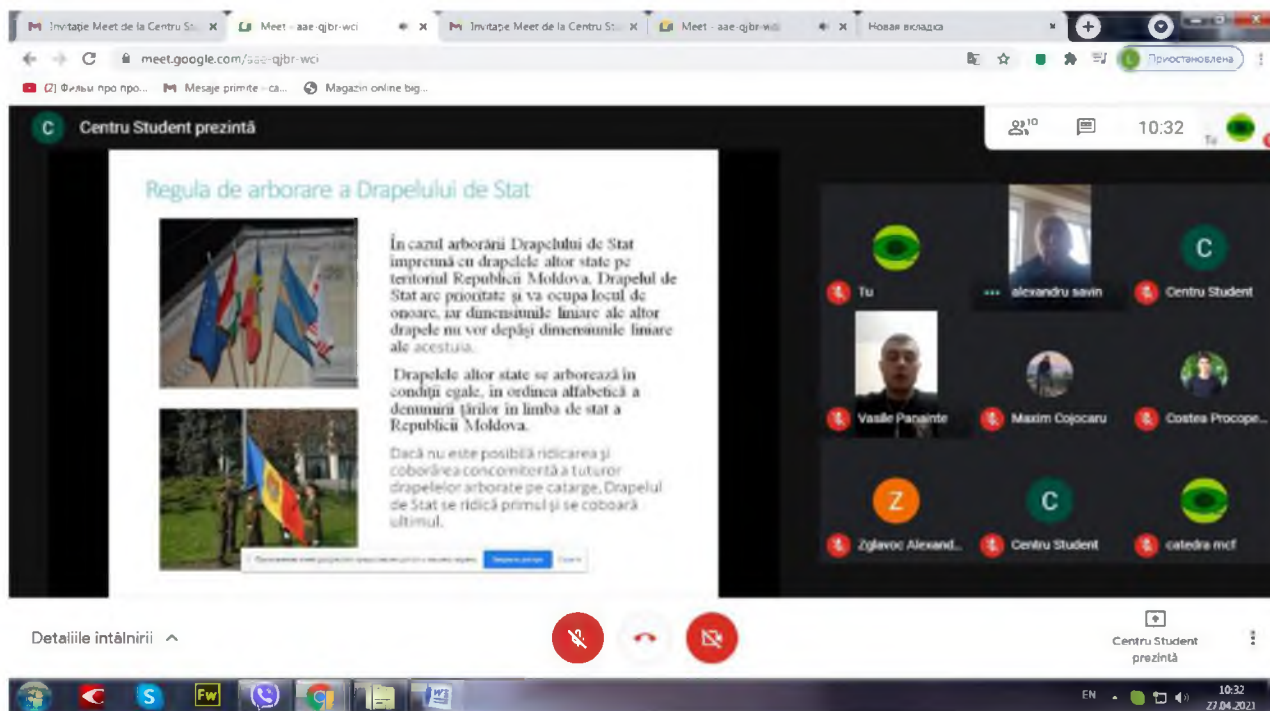 Invitație Meet de la Centru St...
Meet - aae-qjbr-wci
Invitație Meet de la Centru St...
Meet - aae-qjbr-wci
Новая вкладка
meet.google.com/aae-qjbr-wci
Приостановлена
(2) Фильм про про...
Mesaje primite - ca...
Magazin online big...
C
Centru Student prezintă
10
10:32
Tu
Regula de arborare a Drapelului de Stat
În cazul arborării Drapelului de Stat
împreună cu drapelele altor state pe
teritoriul Republicii Moldova, Drapelul de
Stat are prioritate și va ocupa locul de
onoare, iar dimensiunile liniare ale altor
drapele nu vor depăși dimensiunile liniare
ale acestuia.
Drapelele altor state se arborează în
condiții egale, în ordinea alfabetică a
denumirii țărilor în limba de stat a
Republicii Moldova.
Dacă nu este posibilă ridicarea și
coborârea concomitentă a tuturor
drapelelor arborate pe catarge, Drapelul
de Stat se ridică primul și se coboară
ultimul.
Tu
alexandru savin
C
Centru Student
Vasile Panainte
Maxim Cojocaru
Costea Procope...
Z
Zglavoc Alexand...
C
Centru Student
catedra mcf
Detaliile întâlnirii
Centru Student
prezintă
S
Fw
W
EN
10:32
27.04.2021